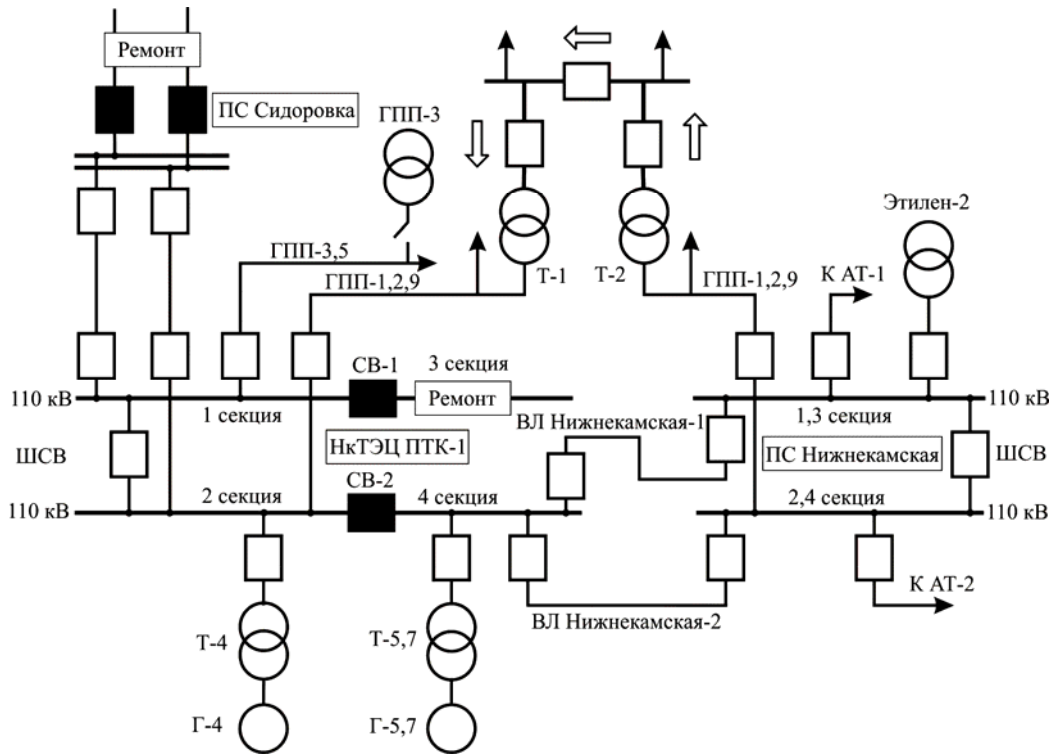 Ремонт
ПС Сидоровка
ГПП-3
Этилен-2
ГПП-3,5
Т-1
Т-2
ГПП-1,2,9
К АТ-1
ГПП-1,2,9
СВ-1
3 секция
110 кВ
1 секция
Ремонт
ВЛ Нижнекамская-1
1,3 секция
110 кВ
ШСВ
НкТЭЦ ПТК-1
ПС Нижнекамская
ШСВ
СВ-2
2 секция
4 секция
2,4 секция
110 кВ
110 кВ
К АТ-2
ВЛ Нижнекамская-2
Т-4
Т-5,7
Г-4
Г-5,7